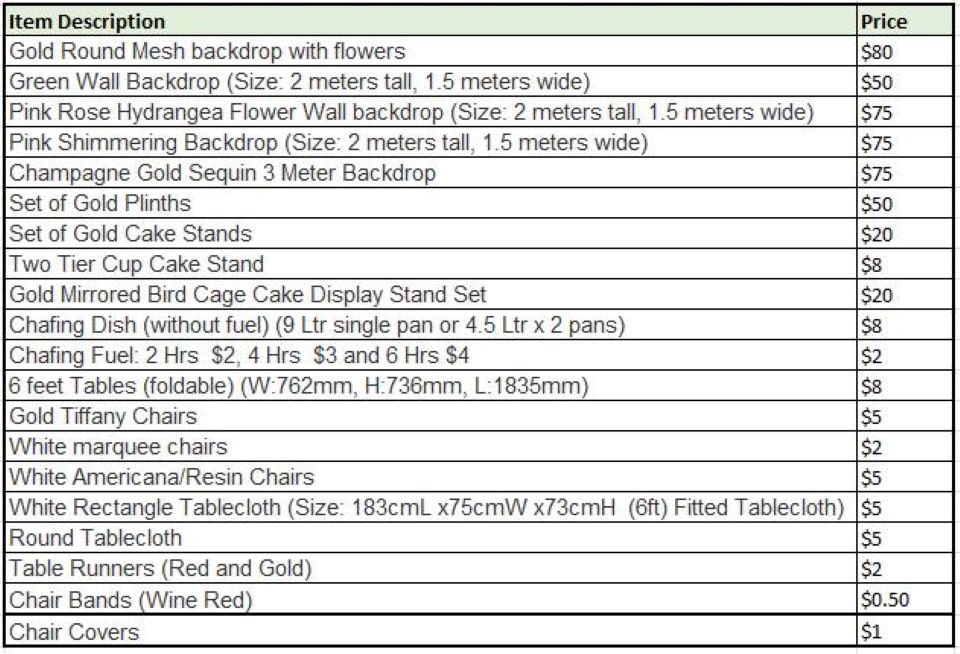 Item Description Price
Gold Round Mesh backdrop with flowers $80
Green Wall Backdrop (Size: 2 meters tall, 1.5 meters wide) $50
Pink Rose Hydrangea Flower Wall backdrop (Size: 2 meters tall, 1.5 meters wide) $75
Pink Shimmering Backdrop (Size: 2 meters tall, 1.5 meters wide) $75
Champagne Gold Sequin 3 Meter Backdrop $75
Set of Gold Plinths $50
Set of Gold Cake Stands $20
Two Tier Cup Cake Stand $8
Gold Mirrored Bird Cage Cake Display Stand Set $20
Chafing Dish (without fuel) (9 Ltr single pan or 4.5 Ltr x 2 pans) $8
Chafing Fuel: 2 Hrs $2, 4 Hrs $3 and 6 Hrs $4 $2
6 feet Tables (foldable) (W:762mm, H:736mm, L:1835mm) $8
Gold Tiffany Chairs $5
White marquee chairs $2
White Americana/Resin Chairs $5
White Rectangle Tablecloth (Size: 183cmL x75cmW x73cmH (6ft) Fitted Tablecloth) $5
Round Tablecloth $5
Table Runners (Red and Gold) $2
Chair Bands (Wine Red) $0.50
Chair Covers $1